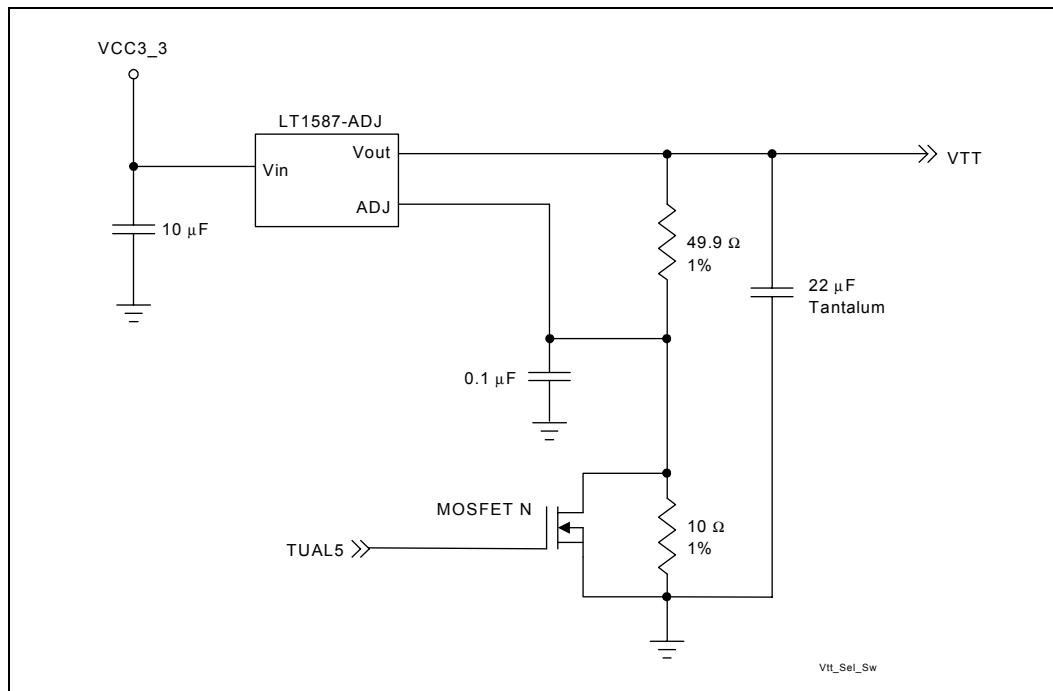 VCC3_3
LT1587-ADJ
Vin
Vout
ADJ
VTT
10 μF
49.9 Ω
1%
22 μF
Tantalum
0.1 μF
MOSFET N
TUAL5
10 Ω
1%
Vtt_Sel_Sw